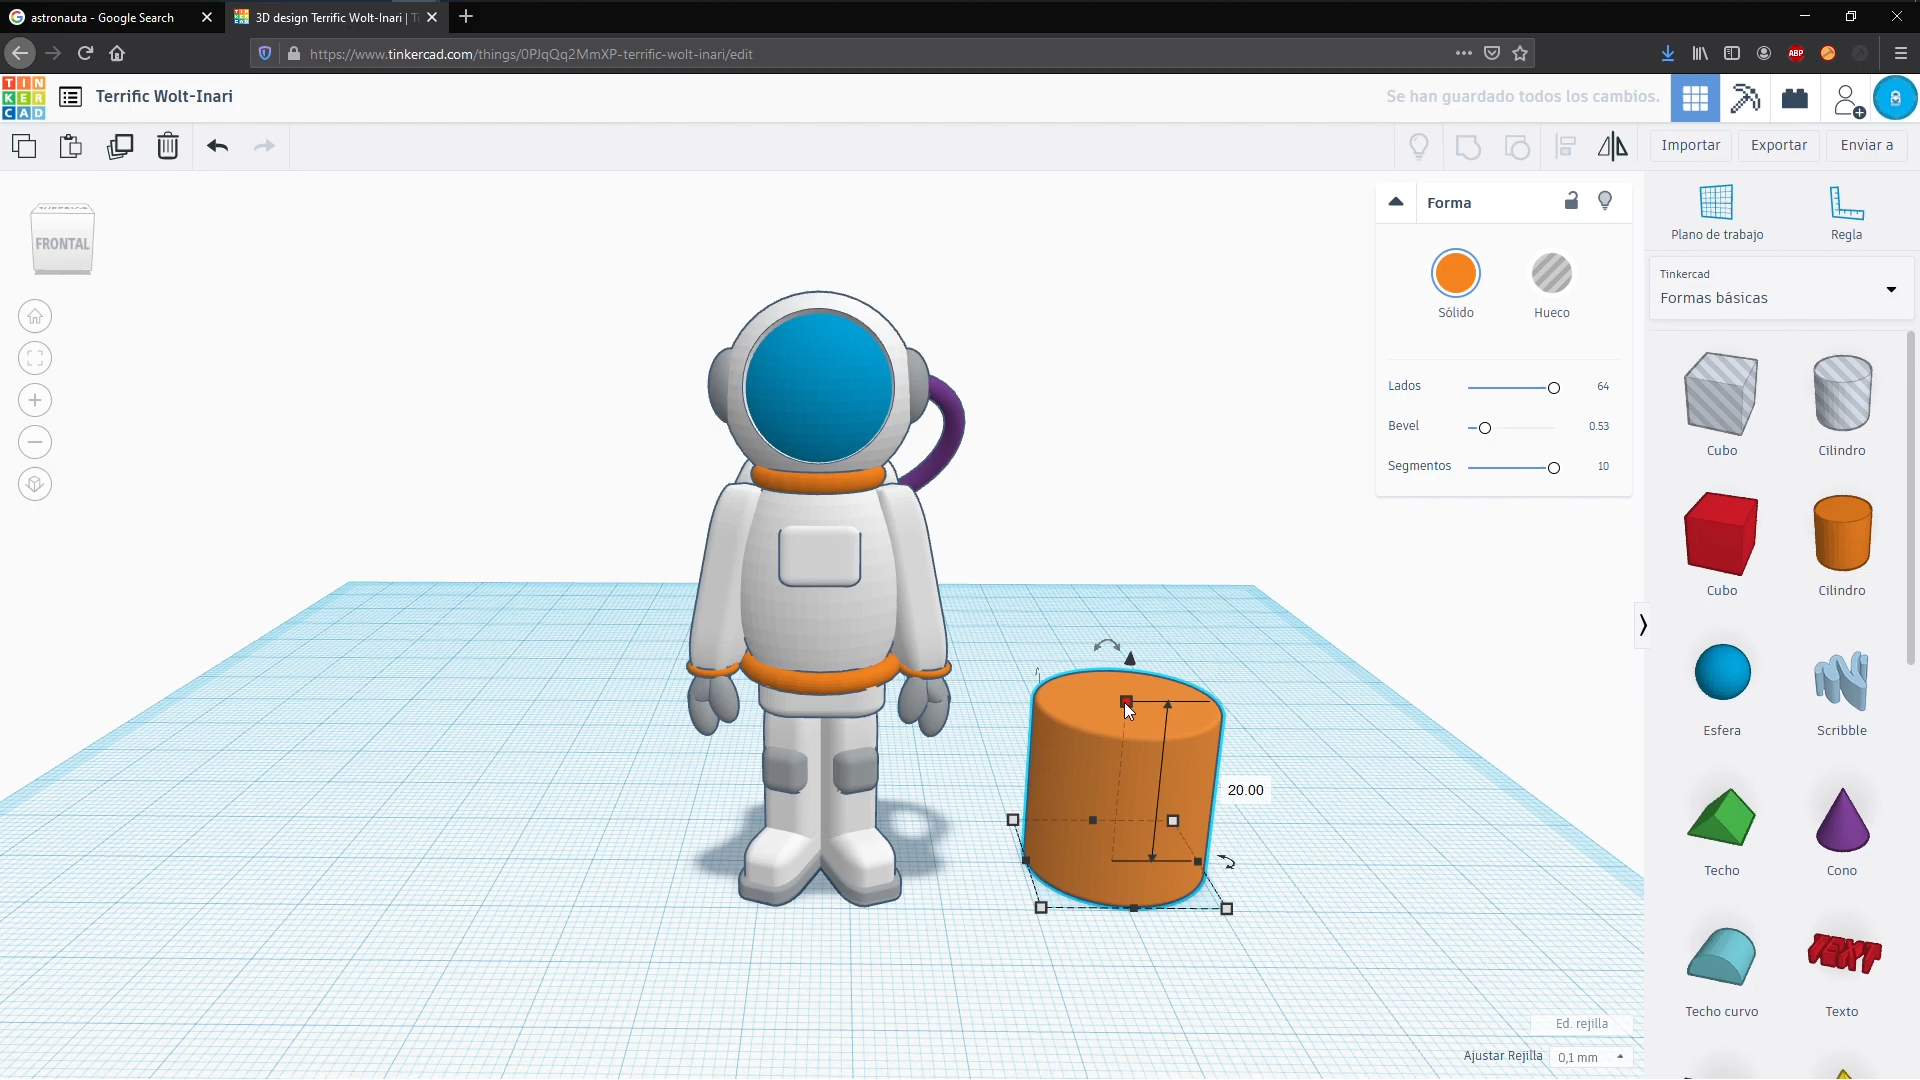 astronauta - Google Search
3D design Terrific Wolt-Inari | Ti
https://www.tinkercad.com/things/0PJqQq2MmXP-terrific-wolt-inari/edit
ABP
TIN
KER
CAD
Terrific Wolt-Inari
Se han guardado todos los cambios.
Importar
Exportar
Enviar a
FRONTAL
Forma
Sólido
Hueco
Lados
64
Bevel
0.53
Segmentos
10
Plano de trabajo
Regla
Tinkercad
Formas básicas
Cubo
Cilindro
Cubo
Cilindro
Esfera
Scribble
Techo
Cono
TEXT
Techo curvo
Texto
20.00
Ed. rejilla
Ajustar Rejilla
0,1 mm